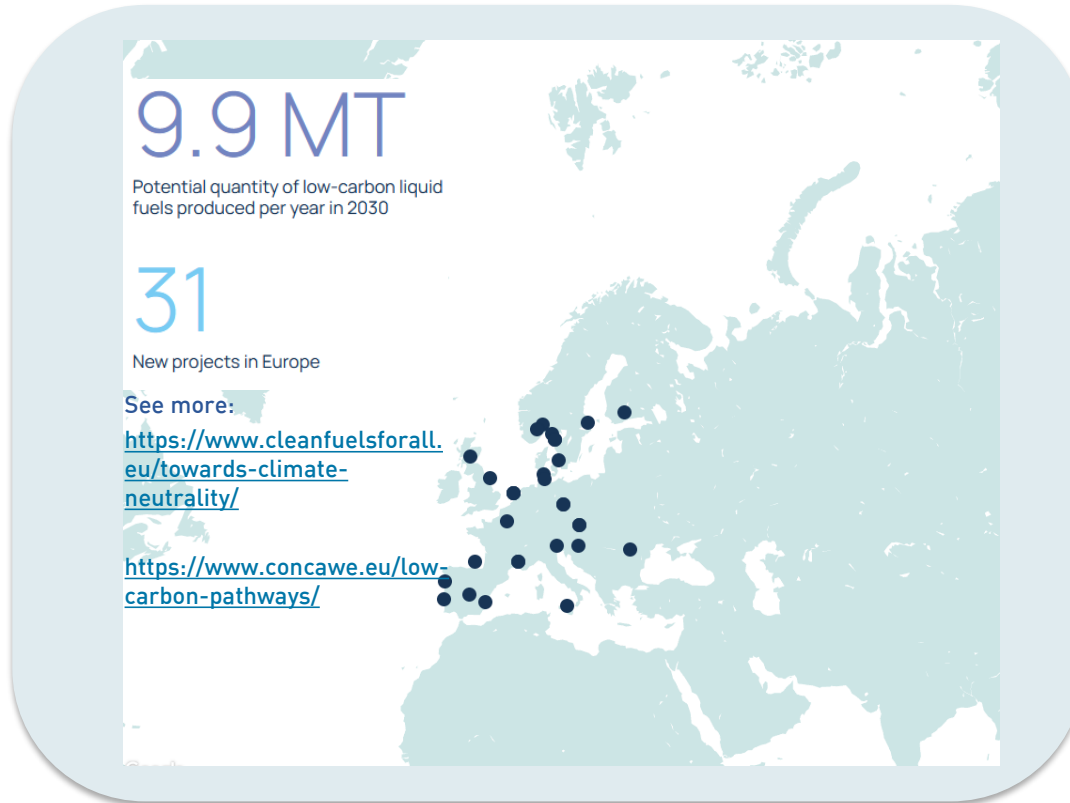 9.9 MT
Potential quantity of low-carbon liquid
fuels produced per year in 2030
31
New projects in Europe
See more:
https://www.cleanfuelsforall.
eu/towards-climate-
neutrality/
https://www.concawe.eu/low-
carbon-pathways/